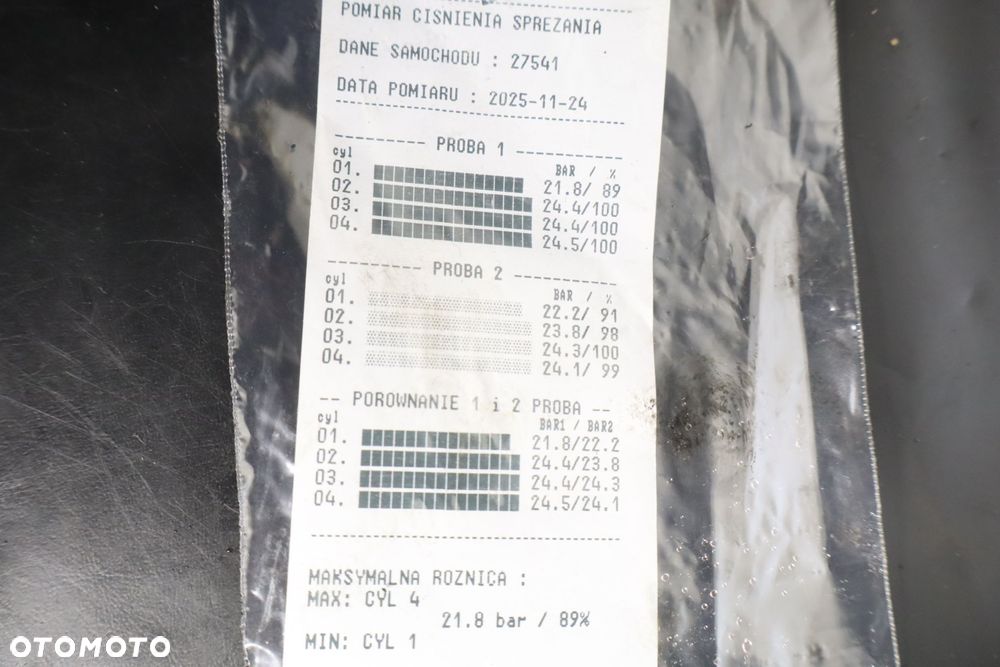 POMIAR CISNIENIA SPREZANIA
DANE SAMOCHODU : 27541
DATA POMIARU : 2025-11-24
---------- PROBA 1 ----------
cyl BAR / %
01. 21.8/ 89
02. 24.4/100
03. 24.4/100
04. 24.5/100
---------- PROBA 2 ----------
cyl BAR / %
01. 22.2/ 91
02. 23.8/ 98
03. 24.3/100
04. 24.1/ 99
-- POROWNANIE 1 i 2 PROBA --
cyl BAR1 / BAR2
01. 21.8/22.2
02. 24.4/23.8
03. 24.4/24.3
04. 24.5/24.1
MAKSYMALNA ROZNICA :
MAX: CYL 4
21.8 bar / 89%
MIN: CYL 1
OTOMOTO